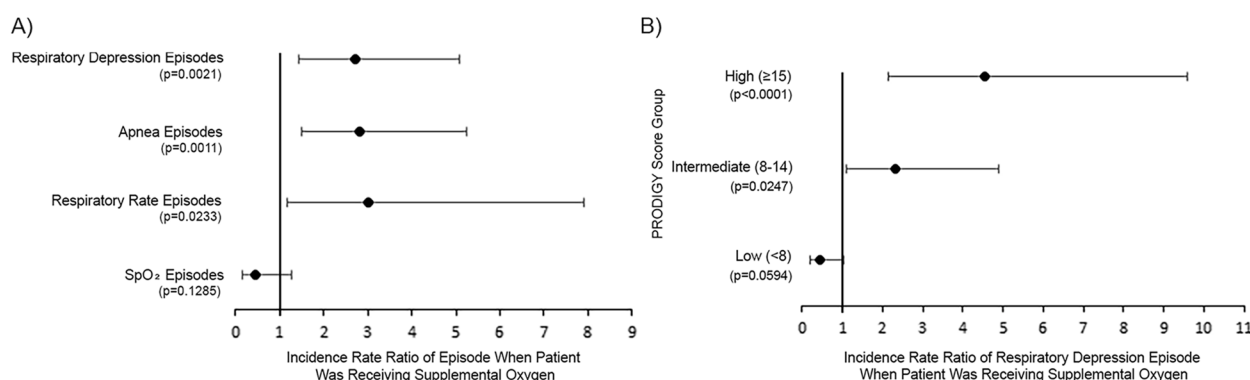 A)
Respiratory Depression Episodes
(p=0.0021)
Apnea Episodes
(p=0.0011)
Respiratory Rate Episodes
(p=0.0233)
SpO₂ Episodes
(p=0.1285)
0 1 2 3 4 5 6 7 8 9
Incidence Rate Ratio of Episode When Patient
Was Receiving Supplemental Oxygen
B)
PRODIGY Score Group
High (≥15)
(p<0.0001)
Intermediate (8-14)
(p=0.0247)
Low (<8)
(p=0.0594)
0 1 2 3 4 5 6 7 8 9 10 11
Incidence Rate Ratio of Respiratory Depression Episode
When Patient Was Receiving Supplemental Oxygen